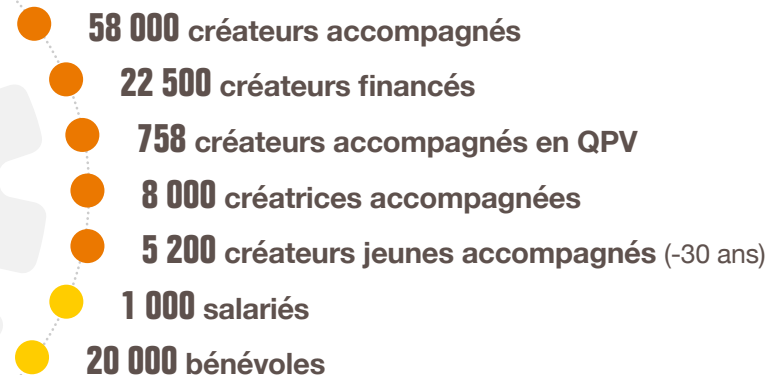 58 000 créateurs accompagnés
22 500 créateurs financés
758 créateurs accompagnés en QPV
8 000 créatrices accompagnées
5 200 créateurs jeunes accompagnés (-30 ans)
1 000 salariés
20 000 bénévoles